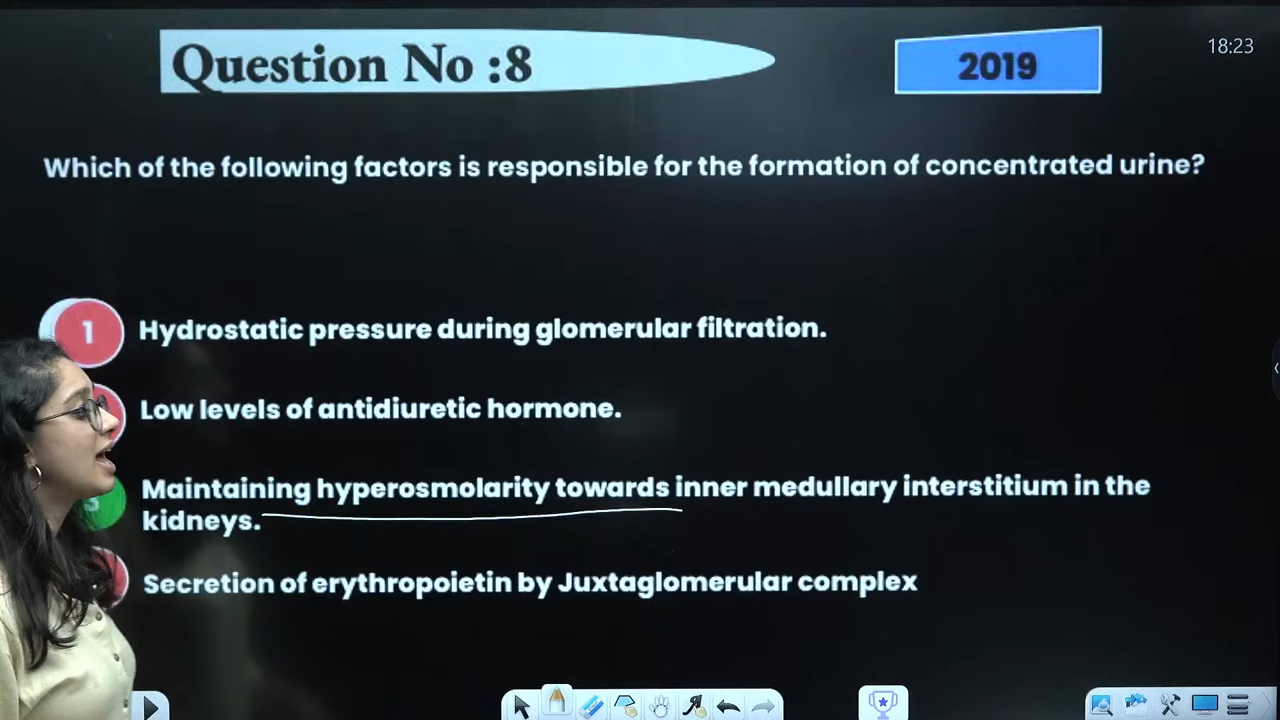 Question No :8
2019
18:23
Which of the following factors is responsible for the formation of concentrated urine?
1
Hydrostatic pressure during glomerular filtration.
Low levels of antidiuretic hormone.
Maintaining hyperosmolarity towards inner medullary interstitium in the
kidneys.
Secretion of erythropoietin by Juxtaglomerular complex